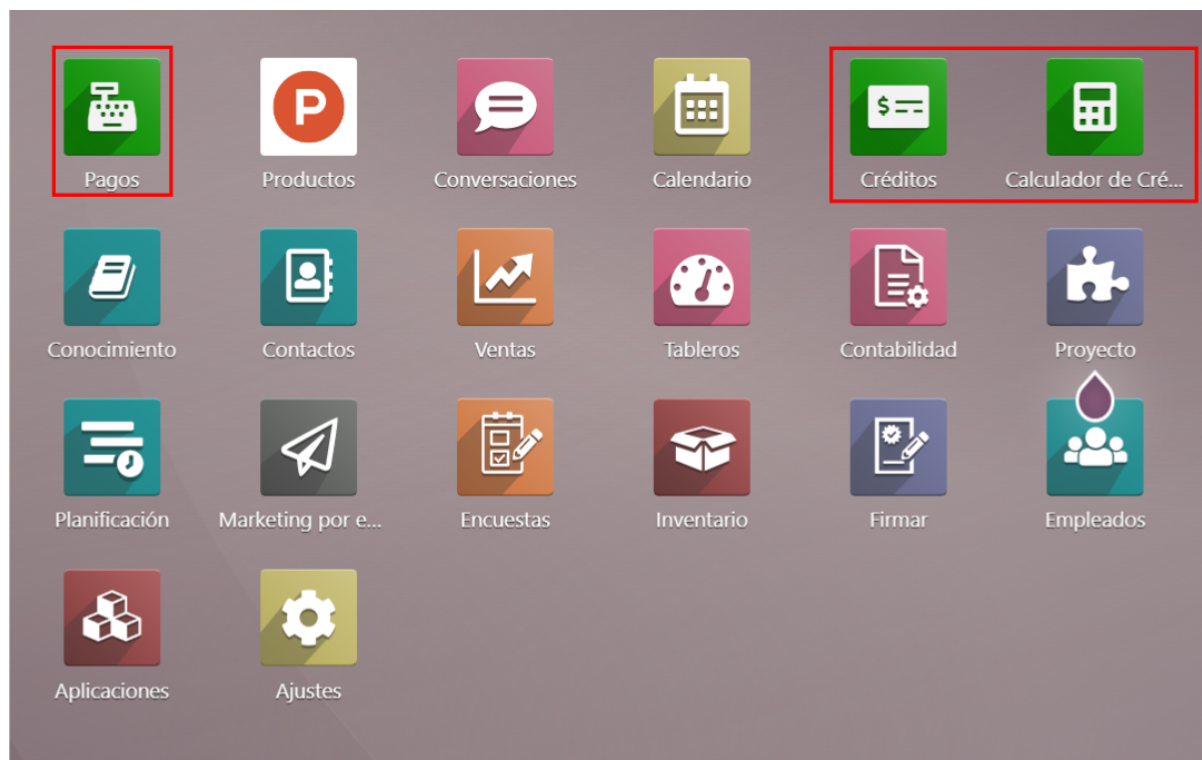 P
$
Pagos
Productos
Conversaciones
Calendario
Créditos
Calculador de Cré...
Conocimiento
Contactos
Ventas
Tableros
Contabilidad
Proyecto
Planificación
Marketing por e...
Encuestas
Inventario
Firmar
Empleados
Aplicaciones
Ajustes